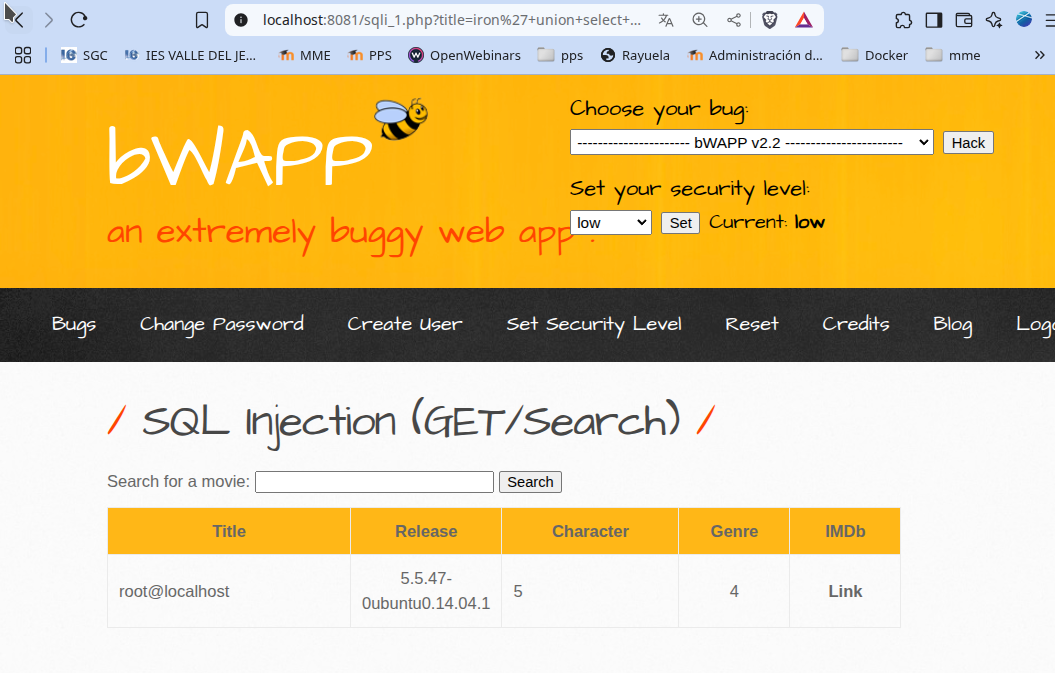 localhost:8081/sqli_1.php?title=iron%27+union+select+...
SGC IES VALLE DEL JE... MME PPS OpenWebinars pps Rayuela Administración d... Docker mme »
bWAPP
an extremely buggy web app !
Choose your bug:
---------------------- bWAPP v2.2 ----------------------- Hack
Set your security level:
low Set Current: low
Bugs Change Password Create User Set Security Level Reset Credits Blog Logo
/ SQL Injection (GET/Search) /
Search for a movie: Search
Title Release Character Genre IMDb
root@localhost 5.5.47-
0ubuntu0.14.04.1 5 4 Link